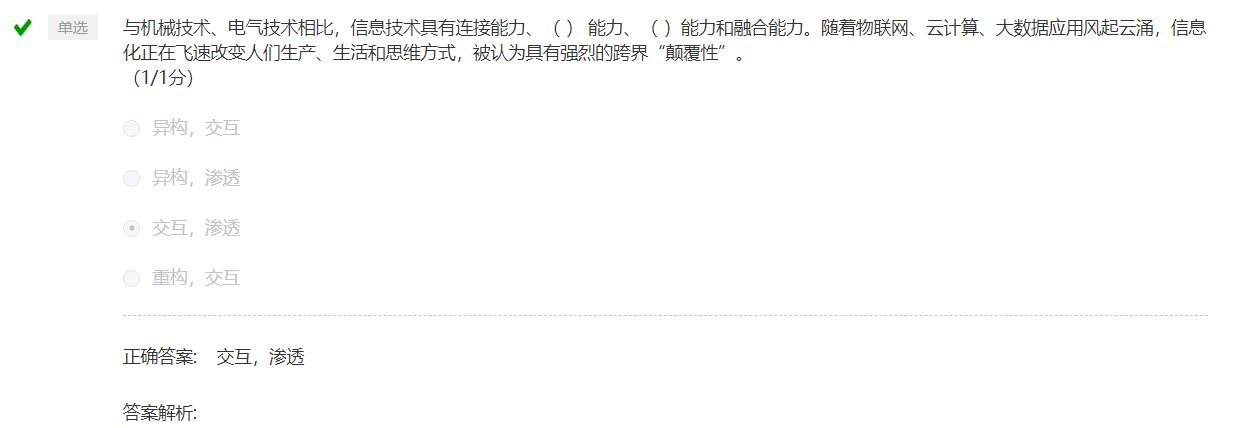 单选
与机械技术、电气技术相比，信息技术具有连接能力、（ ） 能力、（ ）能力和融合能力。随着物联网、云计算、大数据应用风起云涌，信息
化正在飞速改变人们生产、生活和思维方式，被认为具有强烈的跨界“颠覆性”。
（1/1分）
异构，交互
异构，渗透
交互，渗透
重构，交互
正确答案: 交互，渗透
答案解析: